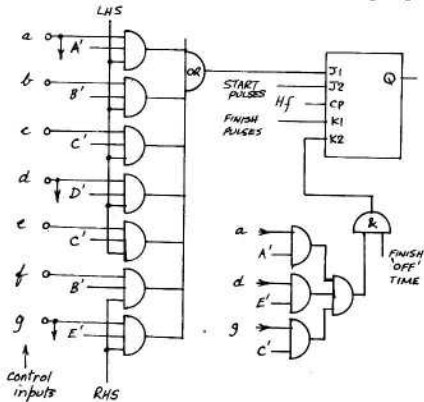 LHS
a
A'
b
B'
c
C'
d
D'
e
C'
f
B'
g
E'
control
inputs
RHS
OR
START
PULSES
Hf
FINISH
PULSES
J1
J2
CP
K1
K2
Q
&
FINISH
'OFF'
TIME
a
A'
d
E'
g
C'